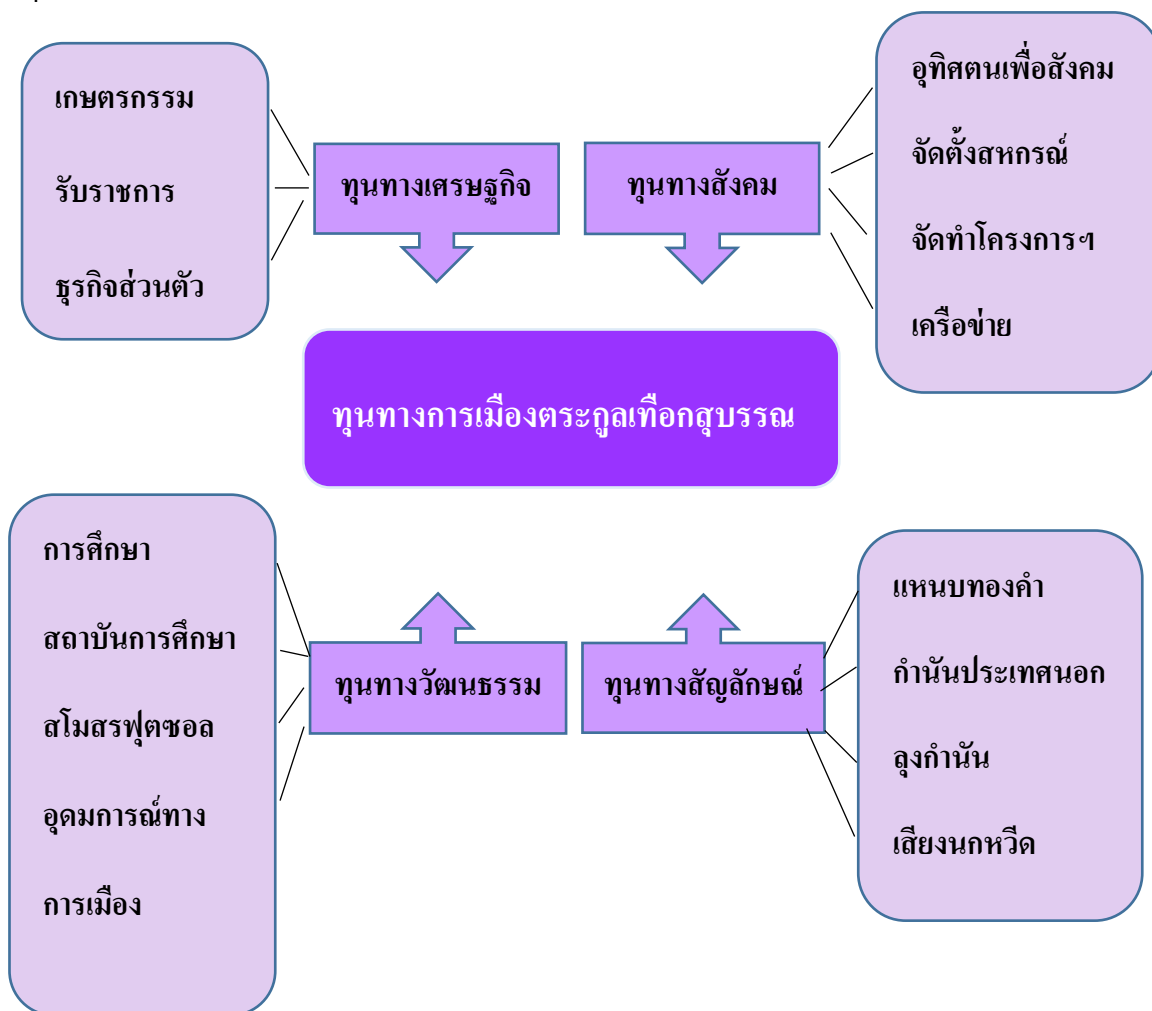 เกษตรกรรม
รับราชการ
ธุรกิจส่วนตัว
ทุนทางเศรษฐกิจ
ทุนทางสังคม
อุทิศตนเพื่อสังคม
จัดตั้งสหกรณ์
จัดทำโครงการฯ
เครือข่าย
ทุนทางการเมืองตระกูลเทือกสุบรรณ
การศึกษา
สถาบันการศึกษา
สโมสรฟุตซอล
อุดมการณ์ทาง
การเมือง
ทุนทางวัฒนธรรม
ทุนทางสัญลักษณ์
แหนบทองคำ
กำนันประเทศนอก
ลุงกำนัน
เสียงนกหวีด